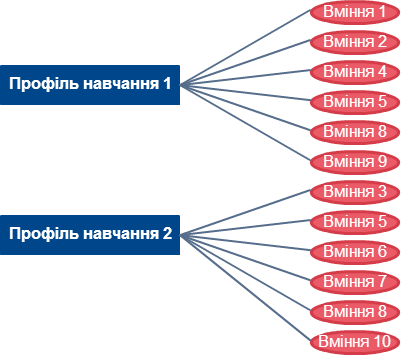 Профіль навчання 1
Вміння 1
Вміння 2
Вміння 4
Вміння 5
Вміння 8
Вміння 9
Профіль навчання 2
Вміння 3
Вміння 5
Вміння 6
Вміння 7
Вміння 8
Вміння 10